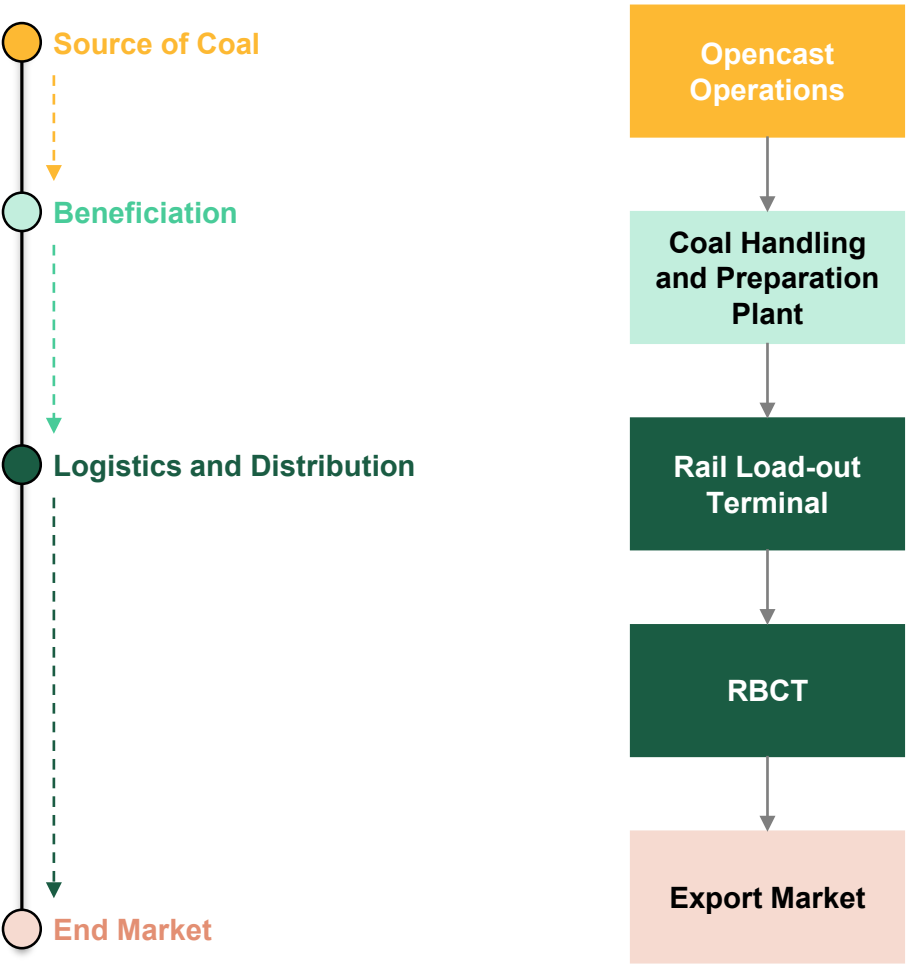 Source of Coal
Beneficiation
Logistics and Distribution
End Market
Opencast
Operations
Coal Handling
and Preparation
Plant
Rail Load-out
Terminal
RBCT
Export Market